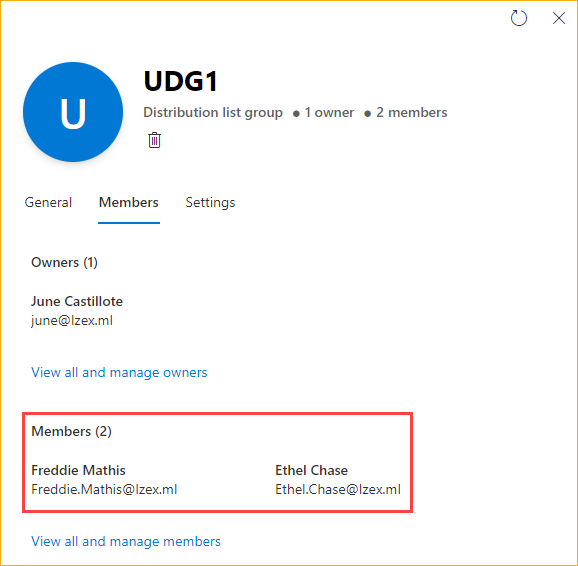 U
UDG1
Distribution list group ● 1 owner ● 2 members
General Members Settings
Owners (1)
June Castillote
june@lzex.ml
View all and manage owners
Members (2)
Freddie Mathis Ethel Chase
Freddie.Mathis@lzex.ml Ethel.Chase@lzex.ml
View all and manage members